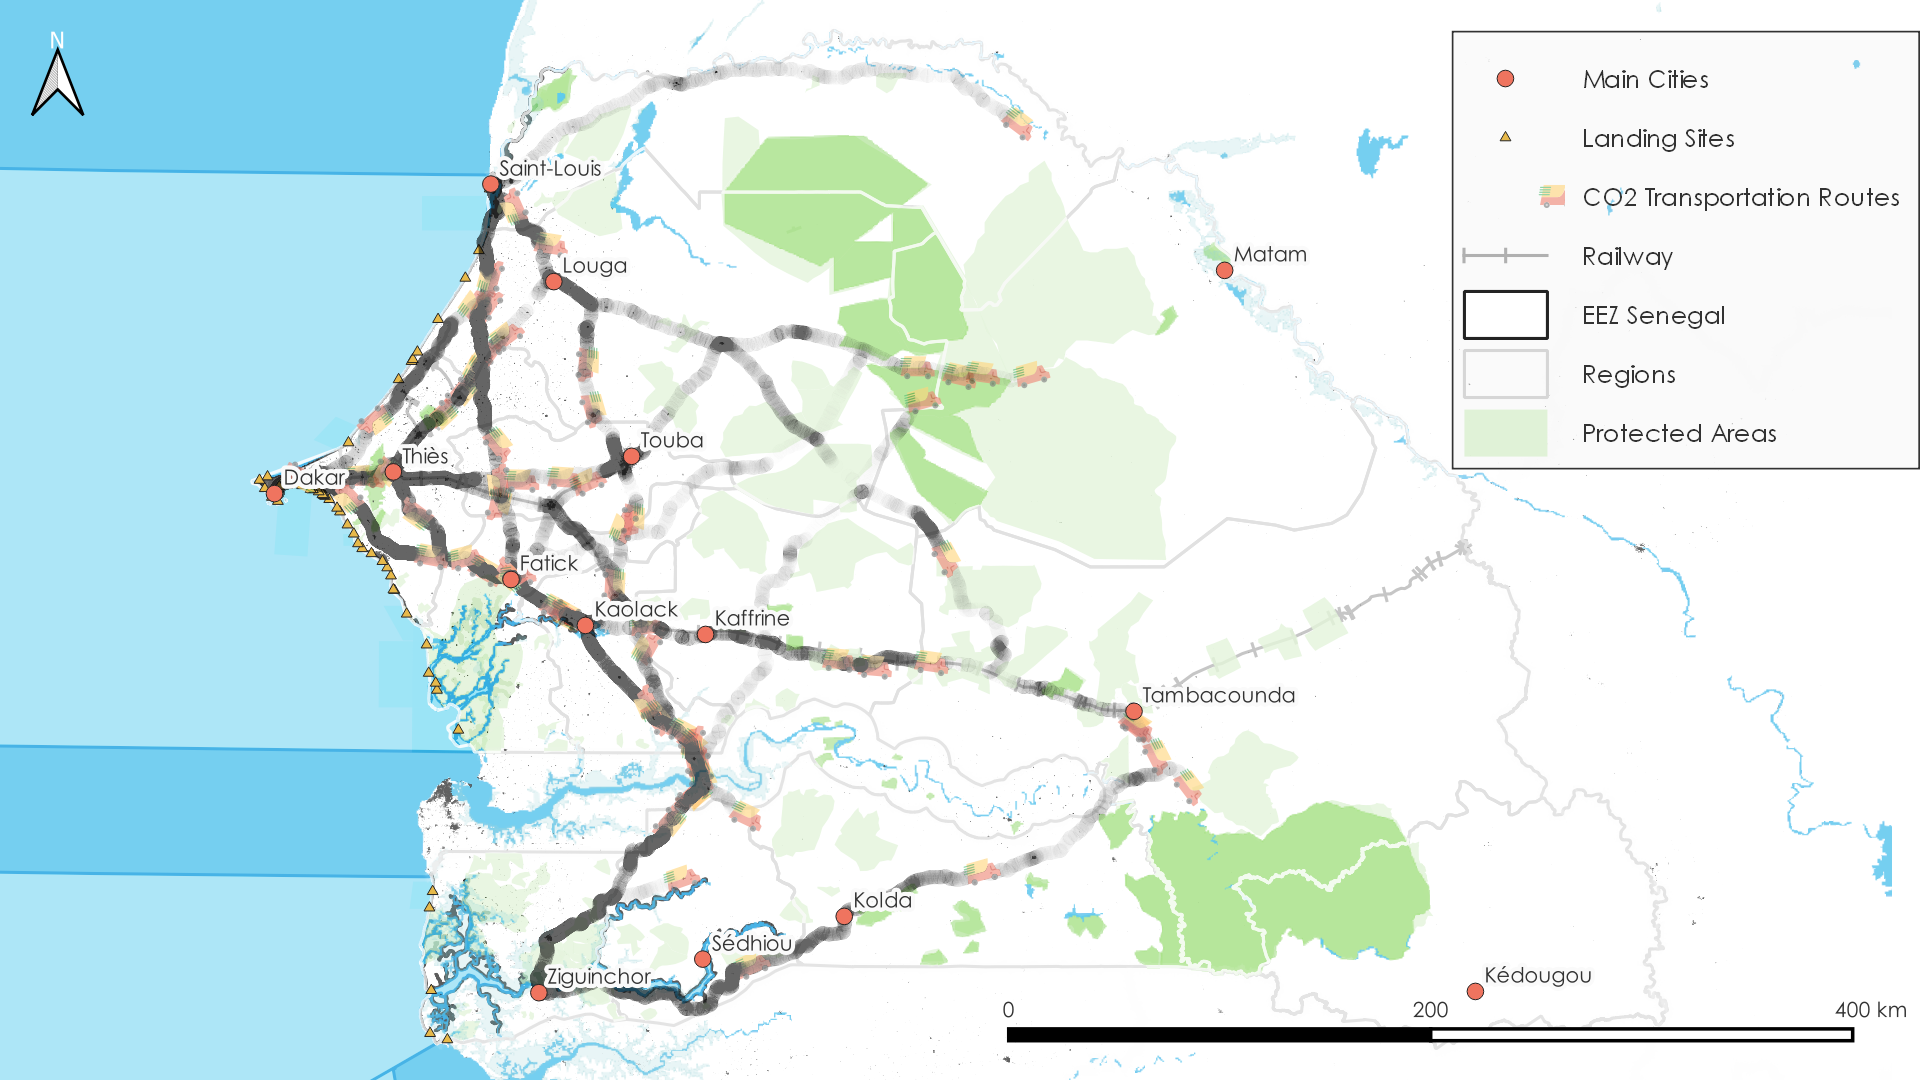 N
Main Cities
Landing Sites
Saint-Louis
CO2 Transportation Routes
Matam
Railway
Louga
EEZ Senegal
Regions
Protected Areas
Touba
Thiès
Dakar
Fatick
Kaolack
Kaffrine
Tambacounda
Kolda
Sédhiou
Ziguinchor
Kédougou
0 200 400 km